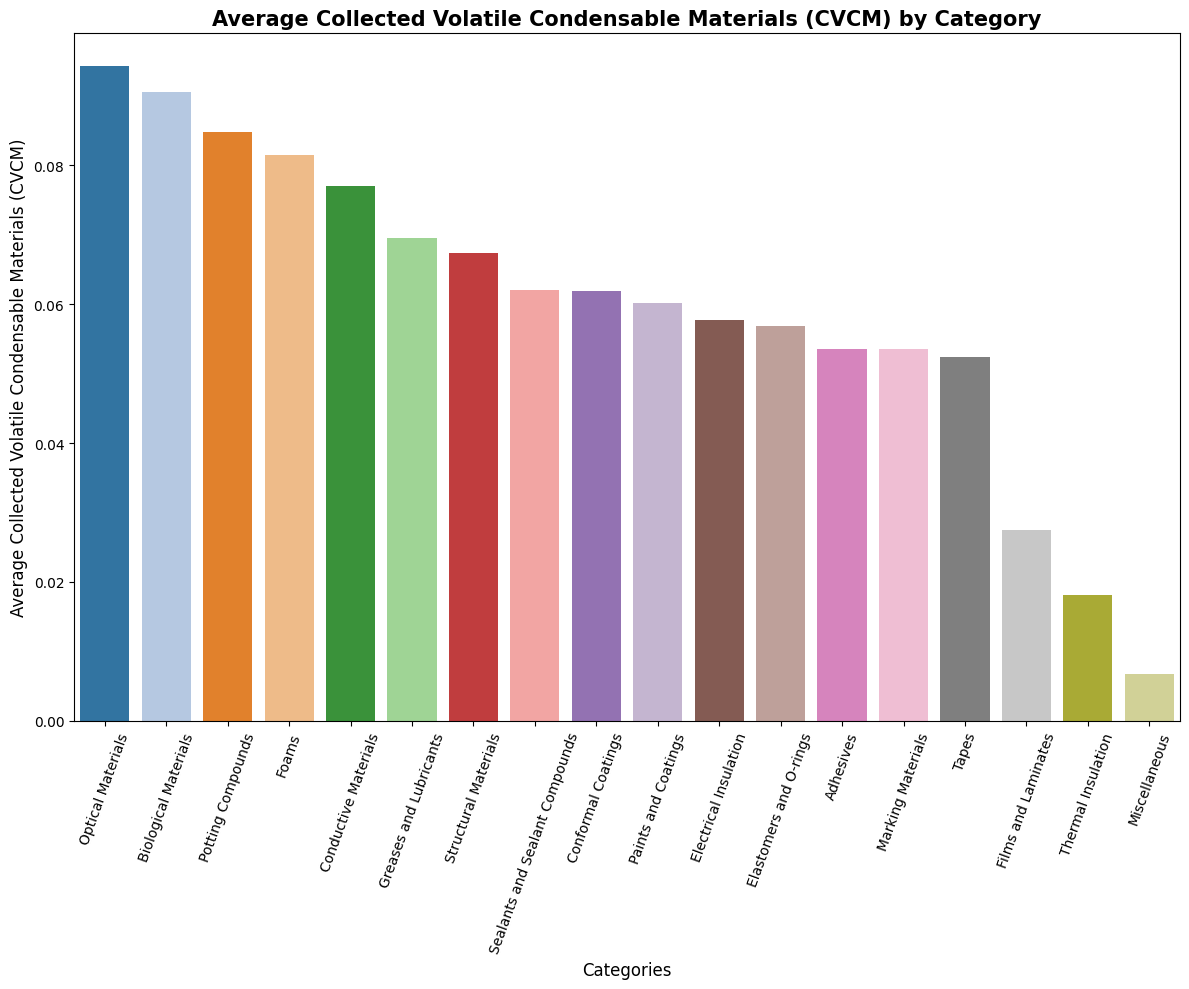 Average Collected Volatile Condensable Materials (CVCM) by Category
Average Collected Volatile Condensable Materials (CVCM)
0.08
0.06
0.04
0.02
0.00
Optical Materials
Biological Materials
Potting Compounds
Foams
Conductive Materials
Greases and Lubricants
Structural Materials
Sealants and Sealant Compounds
Conformal Coatings
Paints and Coatings
Electrical Insulation
Elastomers and O-rings
Adhesives
Marking Materials
Tapes
Films and Laminates
Thermal Insulation
Miscellaneous
Categories